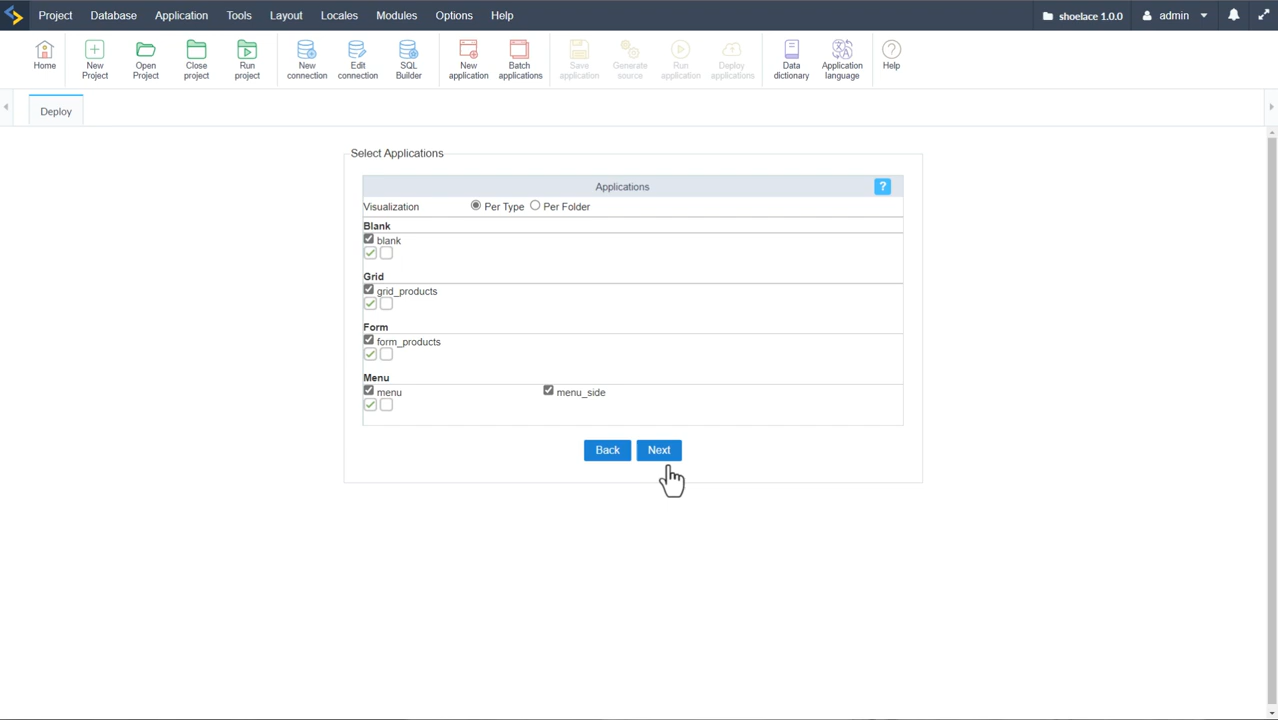 Project Database Application Tools Layout Locales Modules Options Help shoelace 1.0.0 admin
Home
New Project
Open Project
Close project
Run project
New connection
Edit connection
SQL Builder
New application
Batch applications
Save application
Generate source
Run application
Deploy applications
Data dictionary
Application language
Help
Deploy
Select Applications
Applications ?
Visualization Per Type Per Folder
Blank
blank
Grid
grid_products
Form
form_products
Menu
menu menu_side
Back Next